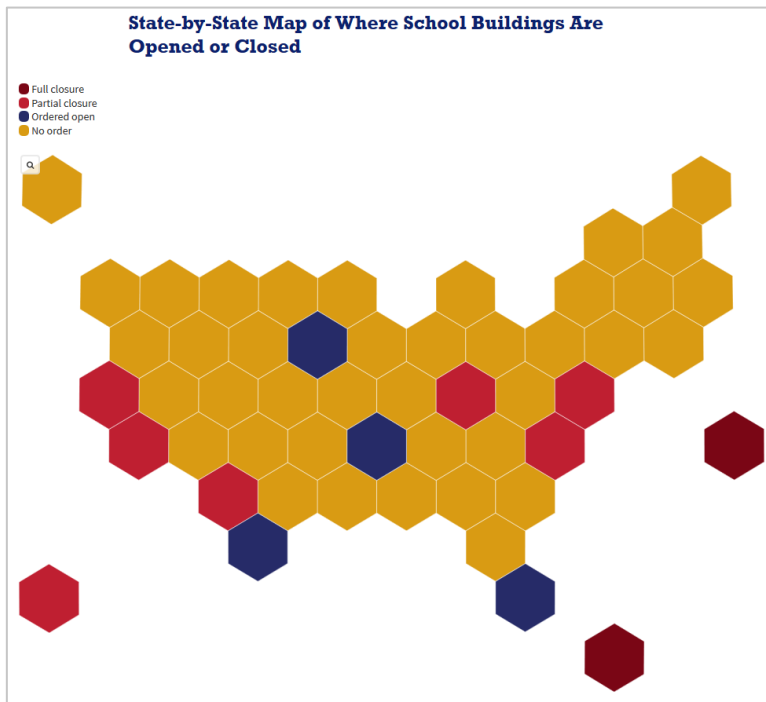 State-by-State Map of Where School Buildings Are
Opened or Closed
Full closure
Partial closure
Ordered open
No order